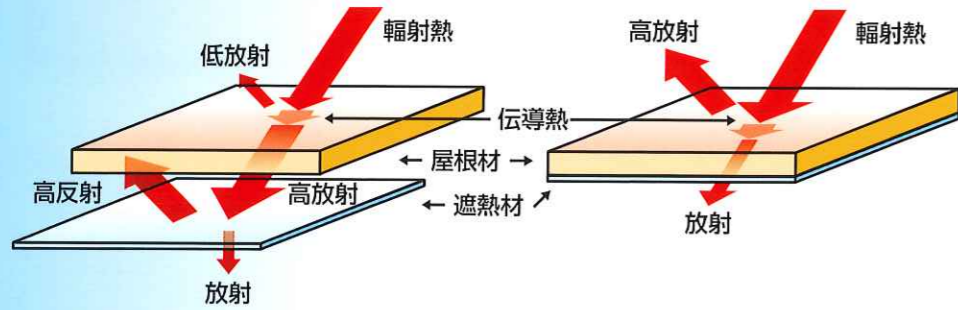 輻射熱
低放射
高反射
高放射
放射
伝導熱
← 屋根材 →
← 遮熱材 ↗
高放射
輻射熱
放射